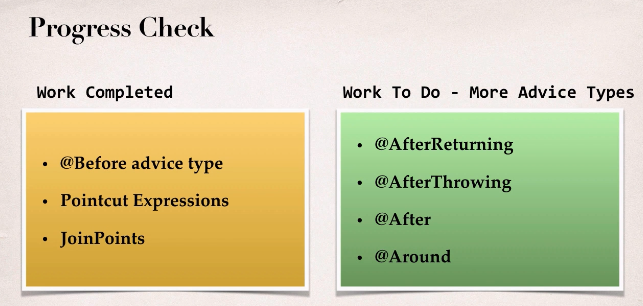 Progress Check
Work Completed
• @Before advice type
• Pointcut Expressions
• JoinPoints
Work To Do - More Advice Types
• @AfterReturning
• @AfterThrowing
• @After
• @Around